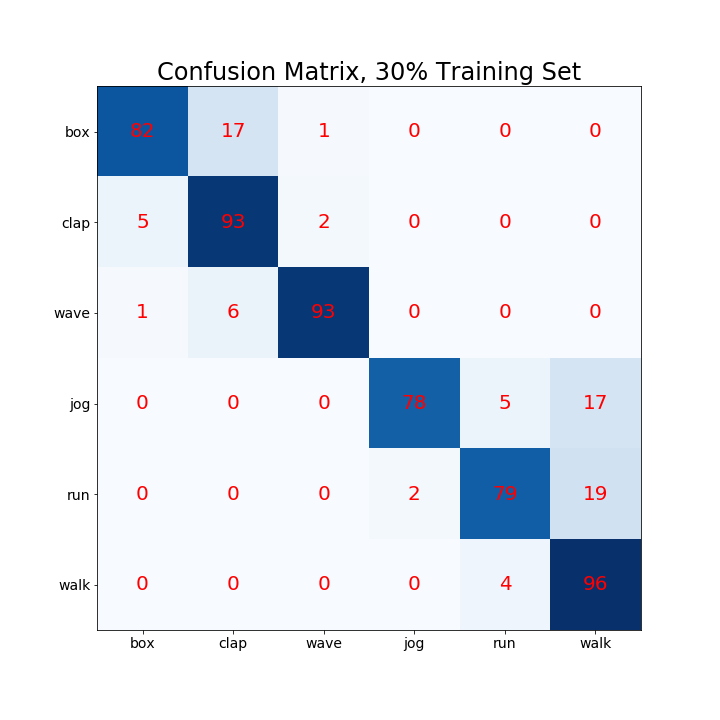 Confusion Matrix, 30% Training Set
box 82 17 1 0 0 0
clap 5 93 2 0 0 0
wave 1 6 93 0 0 0
jog 0 0 0 78 5 17
run 0 0 0 2 79 19
walk 0 0 0 0 4 96
box clap wave jog run walk